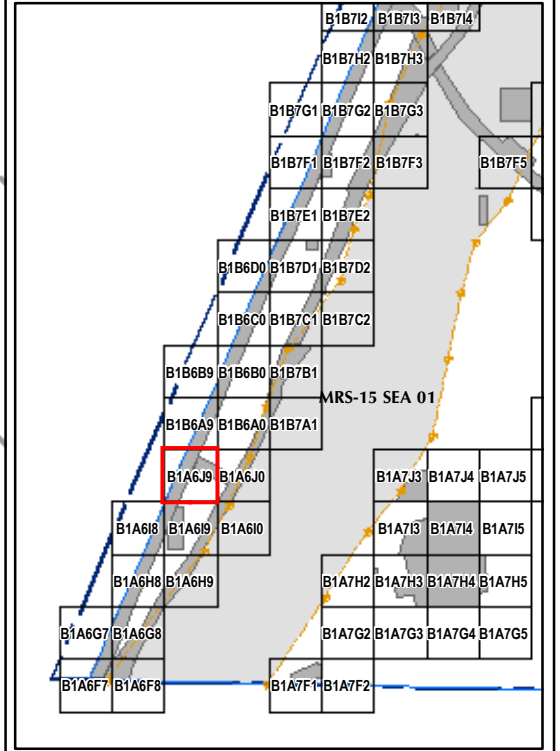 B1B7I2 B1B7I3 B1B7I4
B1B7H2 B1B7H3
B1B7G1 B1B7G2 B1B7G3
B1B7F1 B1B7F2 B1B7F3 B1B7F5
B1B7E1 B1B7E2
B1B6D0 B1B7D1 B1B7D2
B1B6C0 B1B7C1 B1B7C2
B1B6B9 B1B6B0 B1B7B1
MRS-15 SEA 01
B1B6A9 B1B6A0 B1B7A1
B1A6J9 B1A6J0 B1A7J3 B1A7J4 B1A7J5
B1A6I8 B1A6I9 B1A6I0 B1A7I3 B1A7I4 B1A7I5
B1A6H8 B1A6H9 B1A7H2 B1A7H3 B1A7H4 B1A7H5
B1A6G7 B1A6G8 B1A7G2 B1A7G3 B1A7G4 B1A7G5
B1A6F7 B1A6F8 B1A7F1 B1A7F2